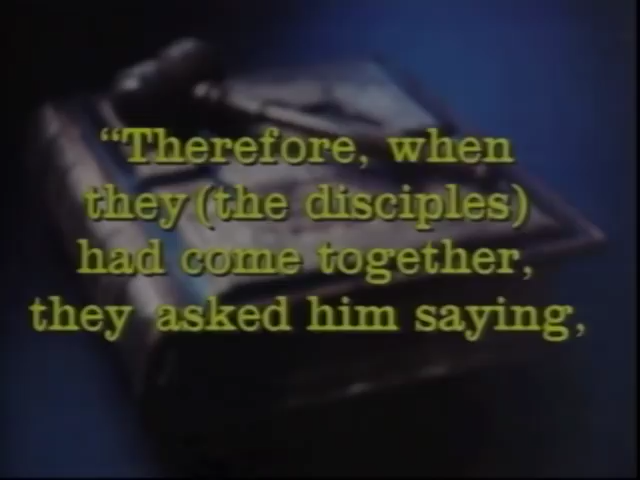 “Therefore, when
they (the disciples)
had come together,
they asked him saying,